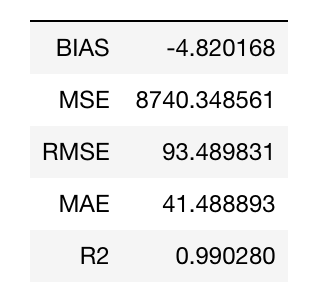 BIAS -4.820168
MSE 8740.348561
RMSE 93.489831
MAE 41.488893
R2 0.990280